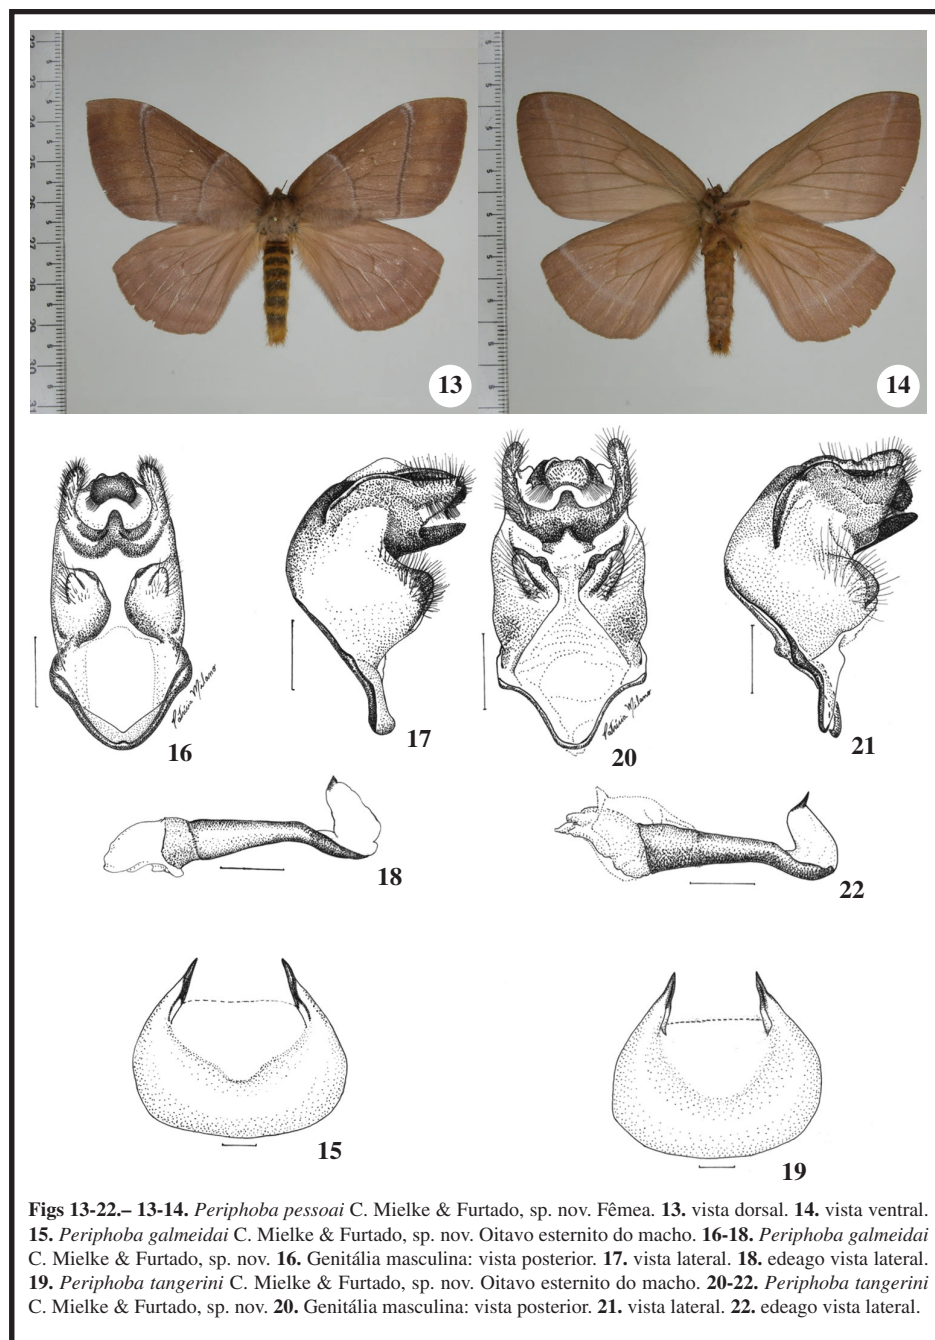 13
14
16
17
20
21
18
22
15
19
Figs 13-22.– 13-14. Periphoba pessoai C. Mielke & Furtado, sp. nov. Fêmea. 13. vista dorsal. 14. vista ventral.
15. Periphoba galmeidai C. Mielke & Furtado, sp. nov. Oitavo esternito do macho. 16-18. Periphoba galmeidai
C. Mielke & Furtado, sp. nov. 16. Genitália masculina: vista posterior. 17. vista lateral. 18. edeago vista lateral.
19. Periphoba tangerini C. Mielke & Furtado, sp. nov. Oitavo esternito do macho. 20-22. Periphoba tangerini
C. Mielke & Furtado, sp. nov. 20. Genitália masculina: vista posterior. 21. vista lateral. 22. edeago vista lateral.